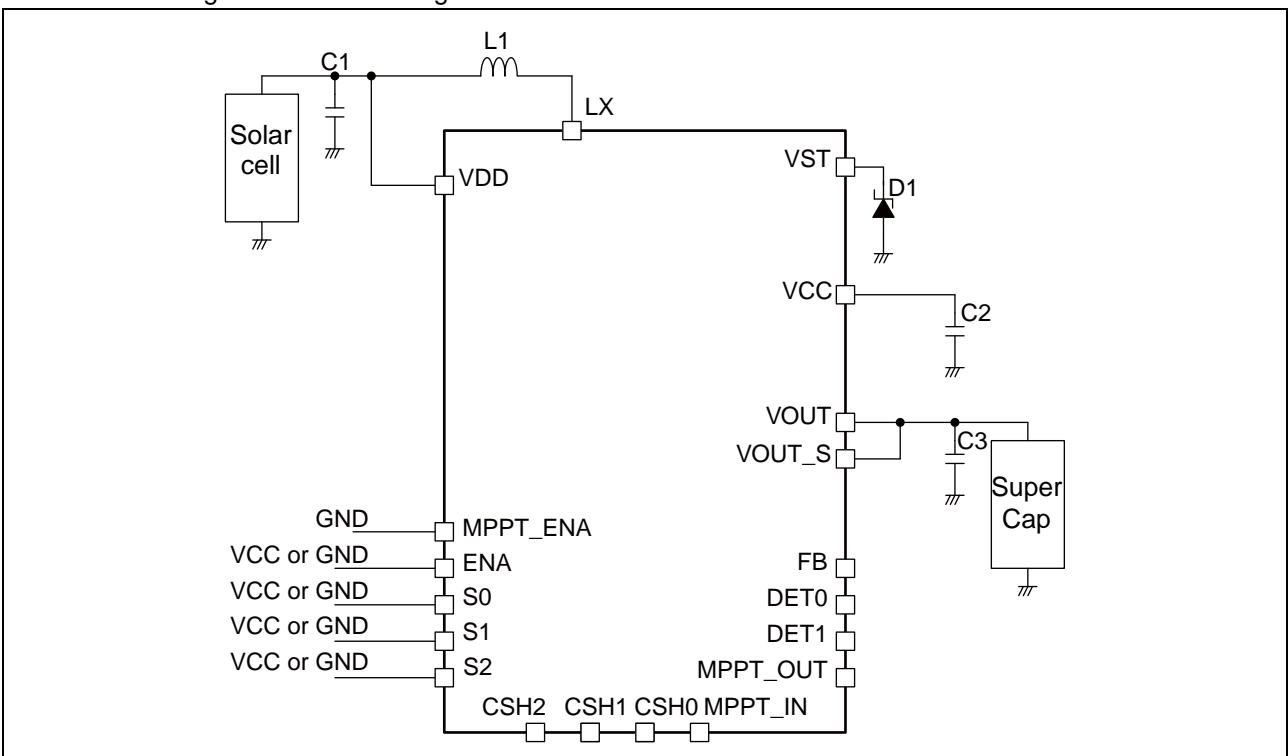 L1
C1
LX
Solar
cell
VDD
VST
D1
VCC
C2
VOUT
C3
VOUT_S
Super
Cap
GND
MPPT_ENA
VCC or GND
ENA
FB
VCC or GND
S0
DET0
VCC or GND
S1
DET1
VCC or GND
S2
MPPT_OUT
CSH2 CSH1 CSH0 MPPT_IN